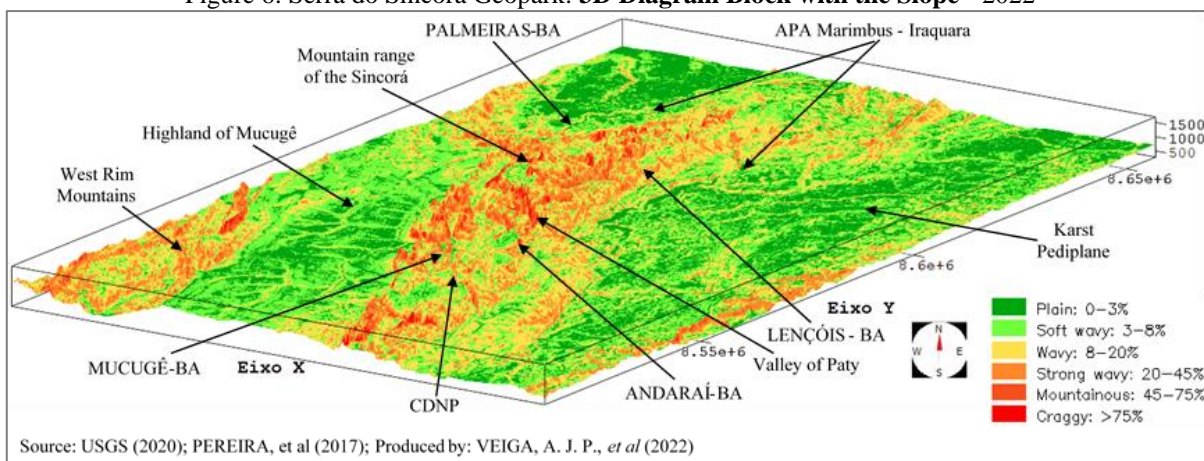 Figure 6: Serra do Sincorá Geopark: 3D Diagram Block with the Slope - 2022
PALMEIRAS-BA
APA Marimbus - Iraquara
Mountain range
of the Sincorá
Highland of Mucugê
West Rim
Mountains
1500
1000
500
8.65e+6
Karst
Pediplane
8.6e+6
Eixo Y
LENÇÓIS - BA
8.55e+6
Valley of Paty
MUCUGÊ-BA
Eixo X
ANDARAÍ-BA
CDNP
N
W
E
S
Plain: 0-3%
Soft wavy: 3-8%
Wavy: 8-20%
Strong wavy: 20-45%
Mountainous: 45-75%
Craggy: >75%
Source: USGS (2020); PEREIRA, et al (2017); Produced by: VEIGA, A. J. P., et al (2022)